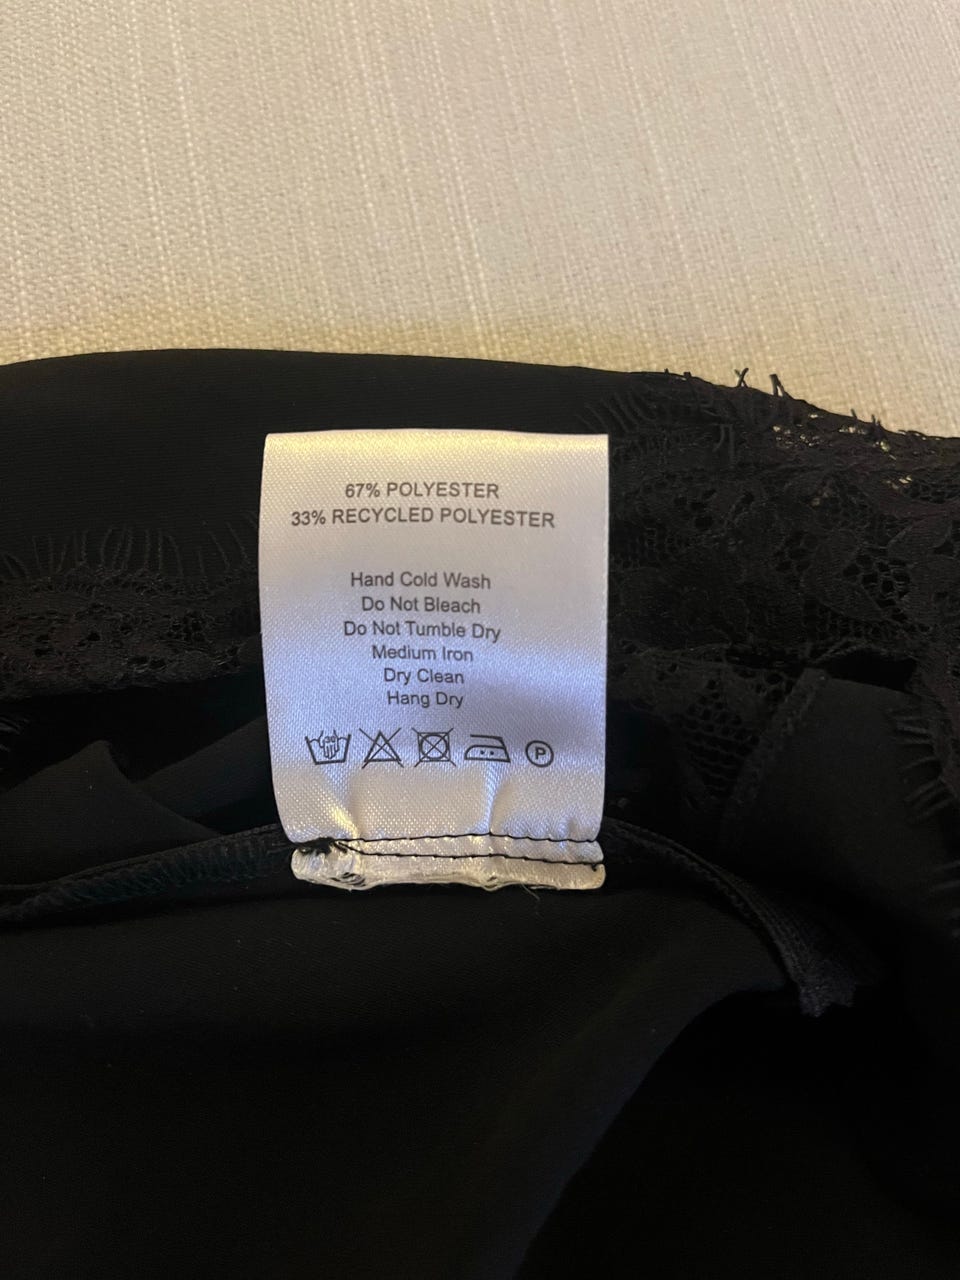 67% POLYESTER
33% RECYCLED POLYESTER
Hand Cold Wash
Do Not Bleach
Do Not Tumble Dry
Medium Iron
Dry Clean
Hang Dry
P